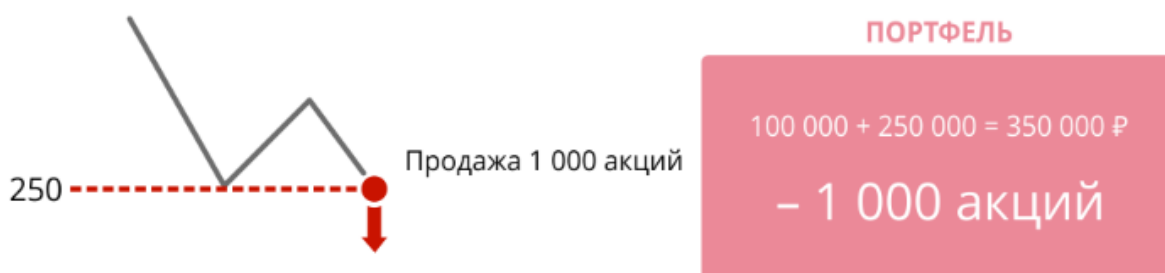 ПОРТФЕЛЬ
100 000 + 250 000 = 350 000 ₽
Продажа 1 000 акций
250
– 1 000 акций